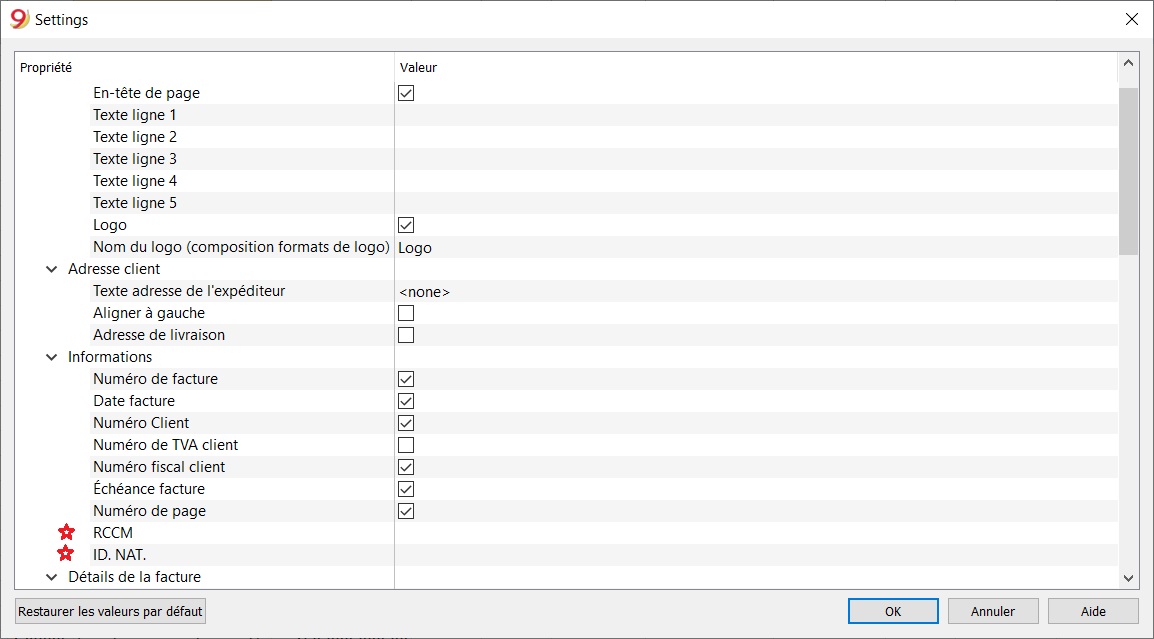 Settings
Propriété Valeur
En-tête de page
Texte ligne 1
Texte ligne 2
Texte ligne 3
Texte ligne 4
Texte ligne 5
Logo
Nom du logo (composition formats de logo) Logo
Adresse client
Texte adresse de l'expéditeur <none>
Aligner à gauche
Adresse de livraison
Informations
Numéro de facture
Date facture
Numéro Client
Numéro de TVA client
Numéro fiscal client
Échéance facture
Numéro de page
RCCM
ID. NAT.
Détails de la facture
Restaurer les valeurs par défaut OK Annuler Aide